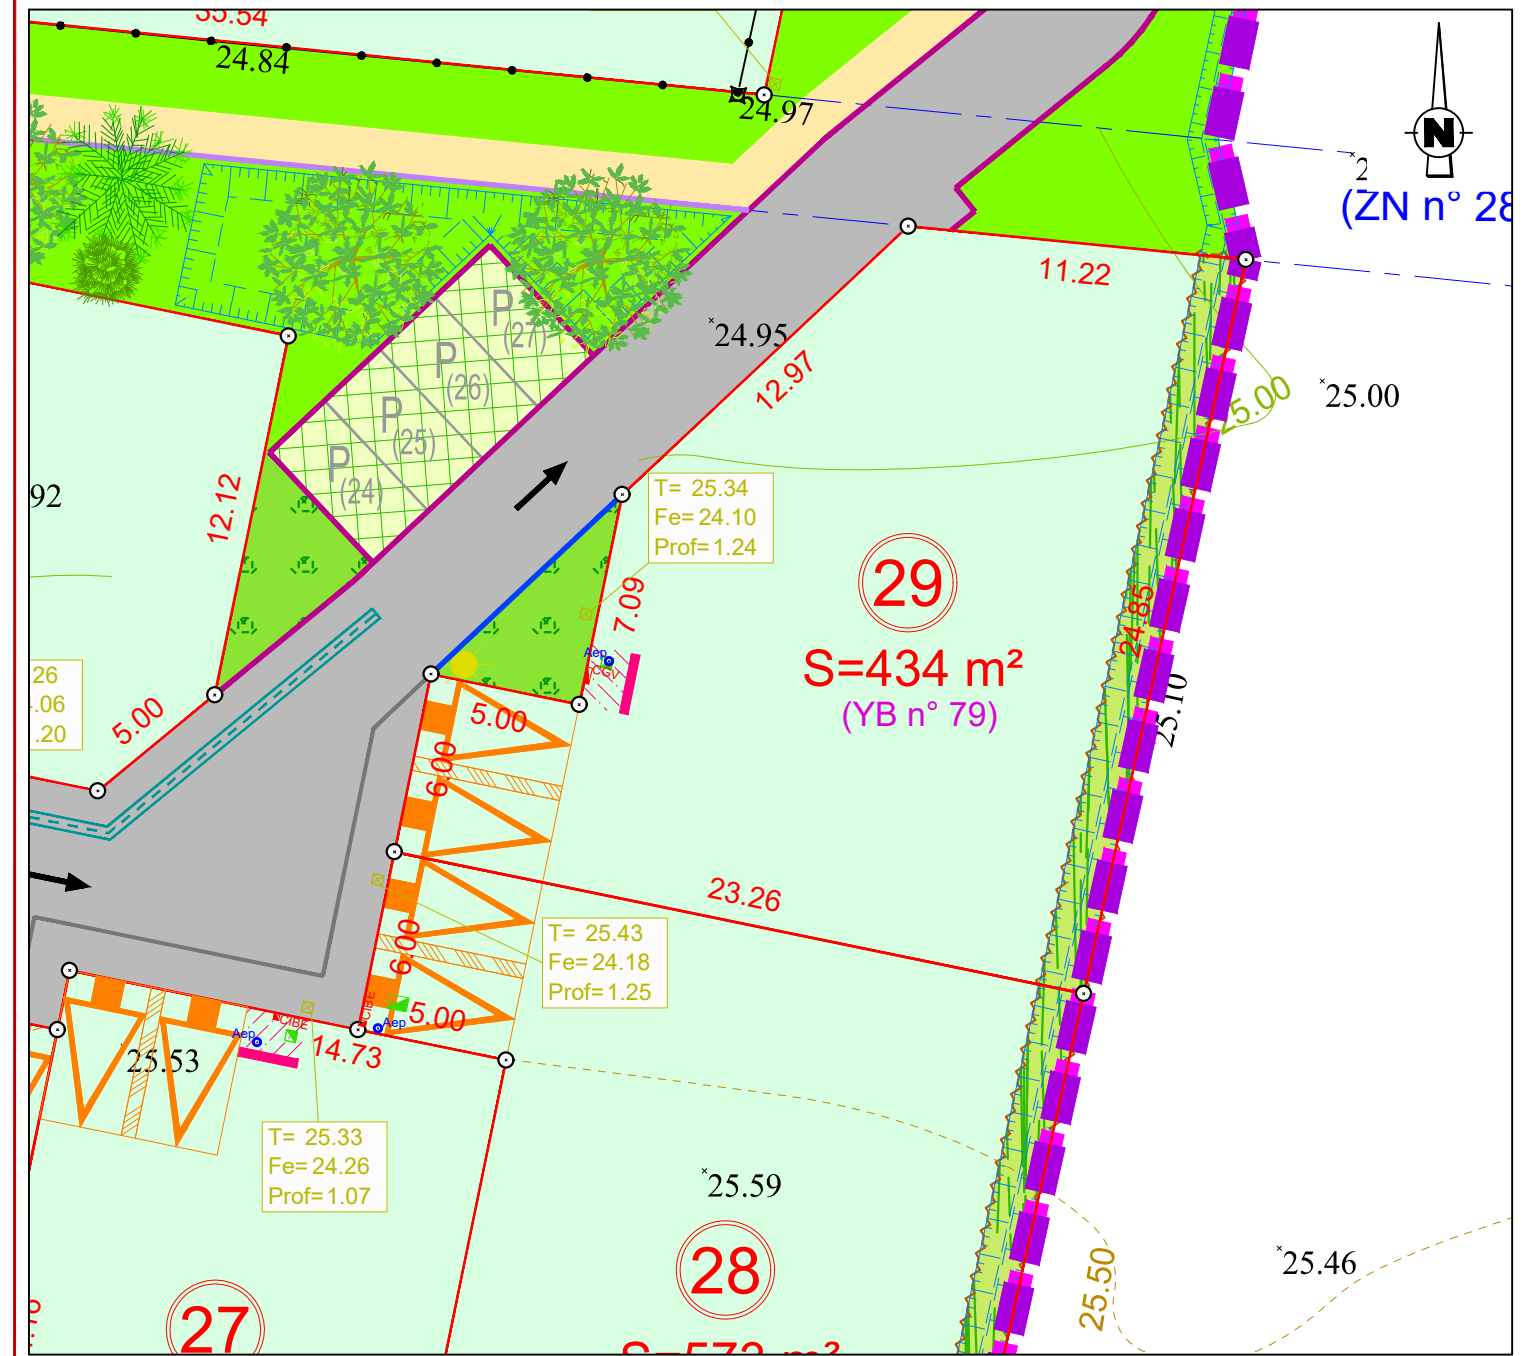 35.54
24.84
24.97
N
2
(ZN n° 28
11.22
24.95
12.97
25.00
25.00
P
(27)
P
(26)
P
(25)
P
(24)
92
12.12
T= 25.34
Fe=24.10
Prof=1.24
29
S=434 m²
(YB n° 79)
7.09
24.85
25.10
Aep
CGV
26
.06
.20
5.00
5.00
6.00
23.26
6.00
T= 25.43
Fe=24.18
Prof=1.25
CIBE
Aep
5.00
CIBE
Aep
14.73
25.53
T= 25.33
Fe=24.26
Prof=1.07
25.59
28
25.46
25.50
27